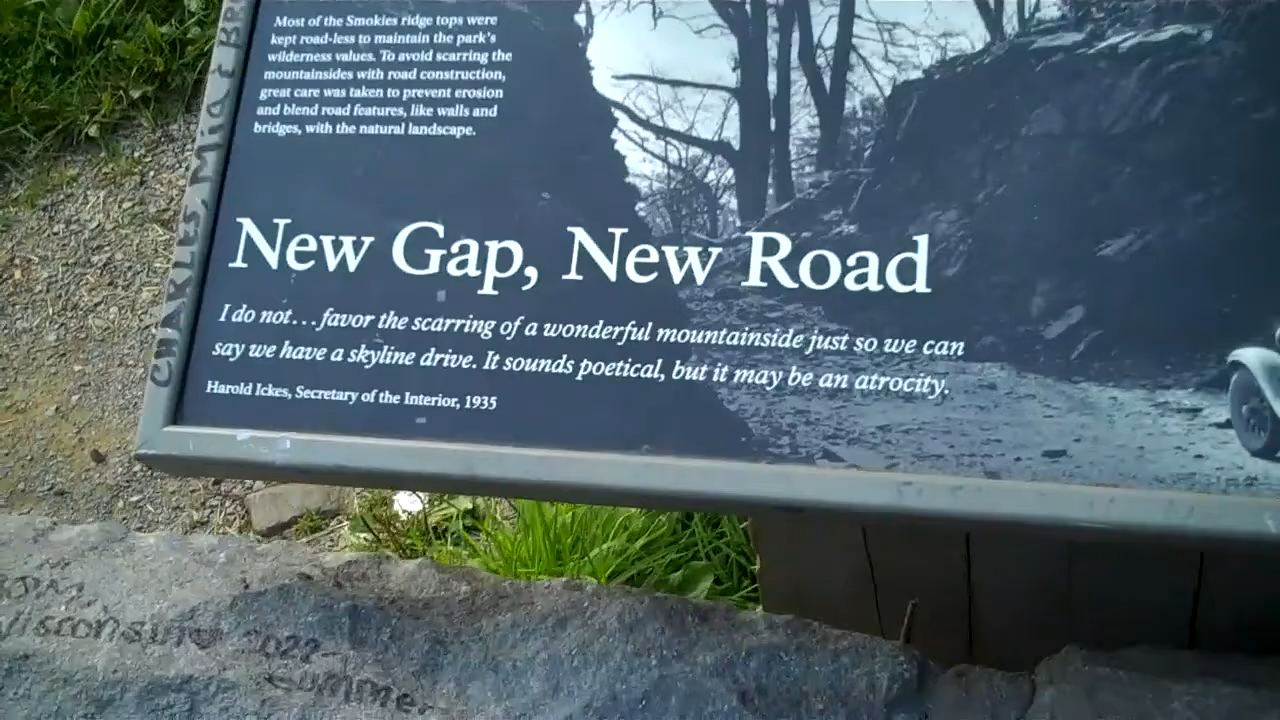 Most of the Smokies ridge tops were
kept road-less to maintain the park's
wilderness values. To avoid scarring the
mountainsides with road construction,
great care was taken to prevent erosion
and blend road features, like walls and
bridges, with the natural landscape.
New Gap, New Road
I do not...favor the scarring of a wonderful mountainside just so we can
say we have a skyline drive. It sounds poetical, but it may be an atrocity.
Harold Ickes, Secretary of the Interior, 1935
CHARLES, MIA & BR
Wisconsin 2022
summer